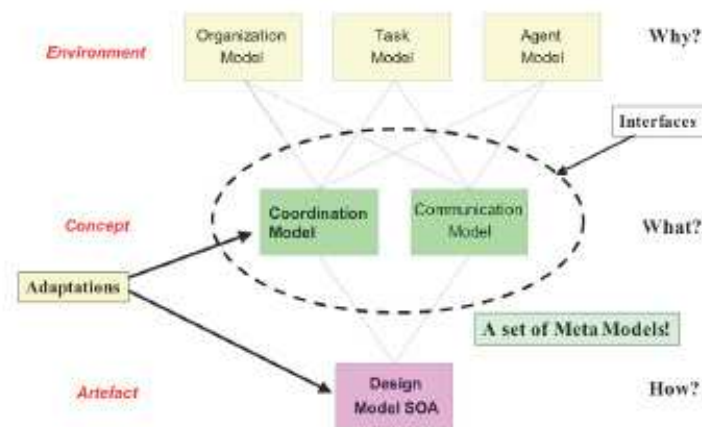 Environment
Organization
Model
Task
Model
Agent
Model
Why?
Interfaces
Concept
Coordination
Model
Communication
Model
What?
Adaptations
A set of Meta Models!
Artefact
Design
Model SOA
How?